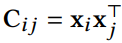 C_{ij} = x_i x_j^⊤